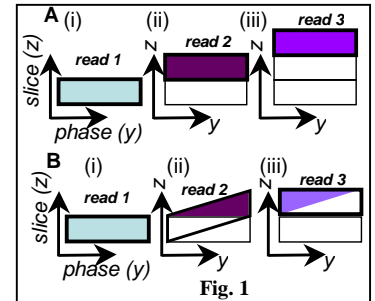 A (i) (ii) (iii)
read 1 read 2 read 3
slice (z) z z
phase (y) y y
B (i) (ii) (iii)
read 1 read 2 read 3
slice (z) z z
phase (y) y y
Fig. 1